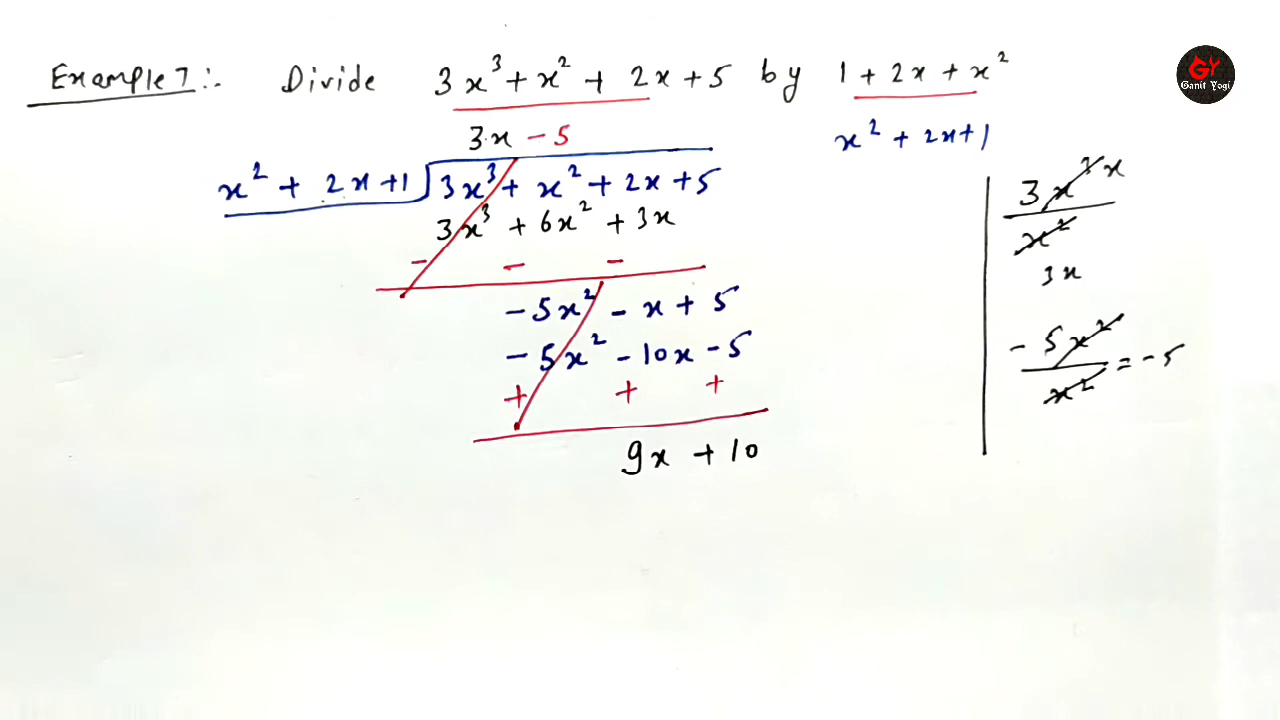 Example 7:. Divide 3x³ + x² + 2x + 5 by 1 + 2x + x²
GY
Ganit Yogi
3x - 5
x² + 2x + 1
x² + 2x + 1 ) 3x³ + x² + 2x + 5
3x³ + 6x² + 3x
- - -
-5x² - x + 5
-5x² - 10x - 5
+ + +
9x + 10
3x³ x
x²
3x
-5x²
x² = -5